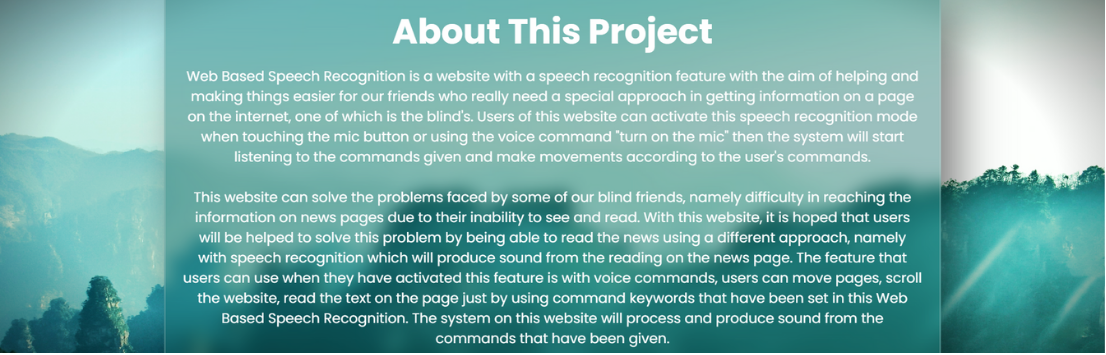 About This Project
Web Based Speech Recognition is a website with a speech recognition feature with the aim of helping and
making things easier for our friends who really need a special approach in getting information on a page
on the internet, one of which is the blind's. Users of this website can activate this speech recognition mode
when touching the mic button or using the voice command "turn on the mic" then the system will start
listening to the commands given and make movements according to the user's commands.
This website can solve the problems faced by some of our blind friends, namely difficulty in reaching the
information on news pages due to their inability to see and read. With this website, it is hoped that users
will be helped to solve this problem by being able to read the news using a different approach, namely
with speech recognition which will produce sound from the reading on the news page. The feature that
users can use when they have activated this feature is with voice commands, users can move pages, scroll
the website, read the text on the page just by using command keywords that have been set in this Web
Based Speech Recognition. The system on this website will process and produce sound from the
commands that have been given.